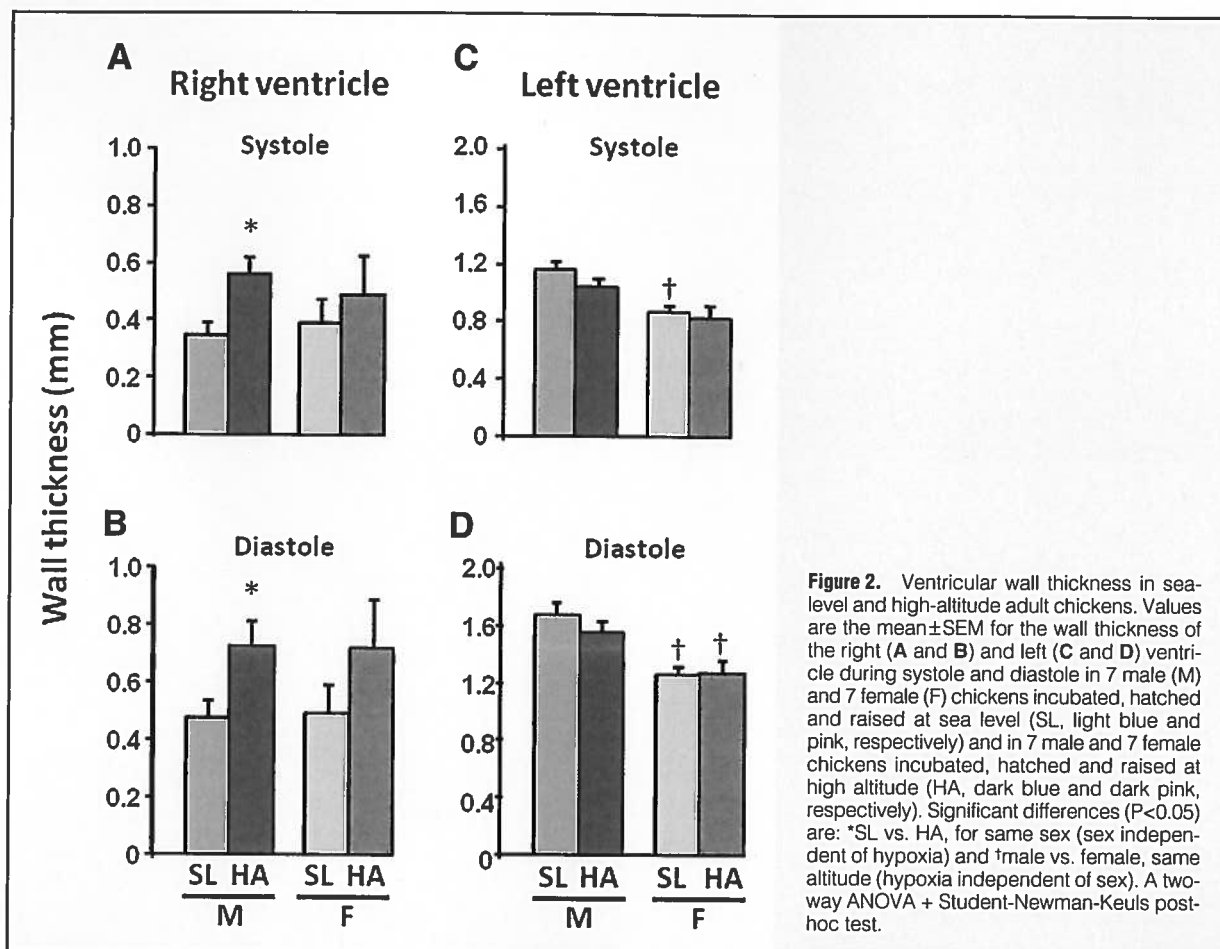 A
Right ventricle
Systole
1.0
0.8
0.6
0.4
0.2
0
*
C
Left ventricle
Systole
2.0
1.6
1.2
0.8
0.4
0
†
Wall thickness (mm)
B
Diastole
1.0
0.8
0.6
0.4
0.2
0
*
SL HA SL HA
M F
D
Diastole
2.0
1.6
1.2
0.4
0
† †
SL HA SL HA
M F
Figure 2. Ventricular wall thickness in sea-
level and high-altitude adult chickens. Values
are the mean±SEM for the wall thickness of
the right (A and B) and left (C and D) ventri-
cle during systole and diastole in 7 male (M)
and 7 female (F) chickens incubated, hatched
and raised at sea level (SL, light blue and
pink, respectively) and in 7 male and 7 female
chickens incubated, hatched and raised at
high altitude (HA, dark blue and dark pink,
respectively). Significant differences (P<0.05)
are: *SL vs. HA, for same sex (sex indepen-
dent of hypoxia) and †male vs. female, same
altitude (hypoxia independent of sex). A two-
way ANOVA + Student-Newman-Keuls post-
hoc test.